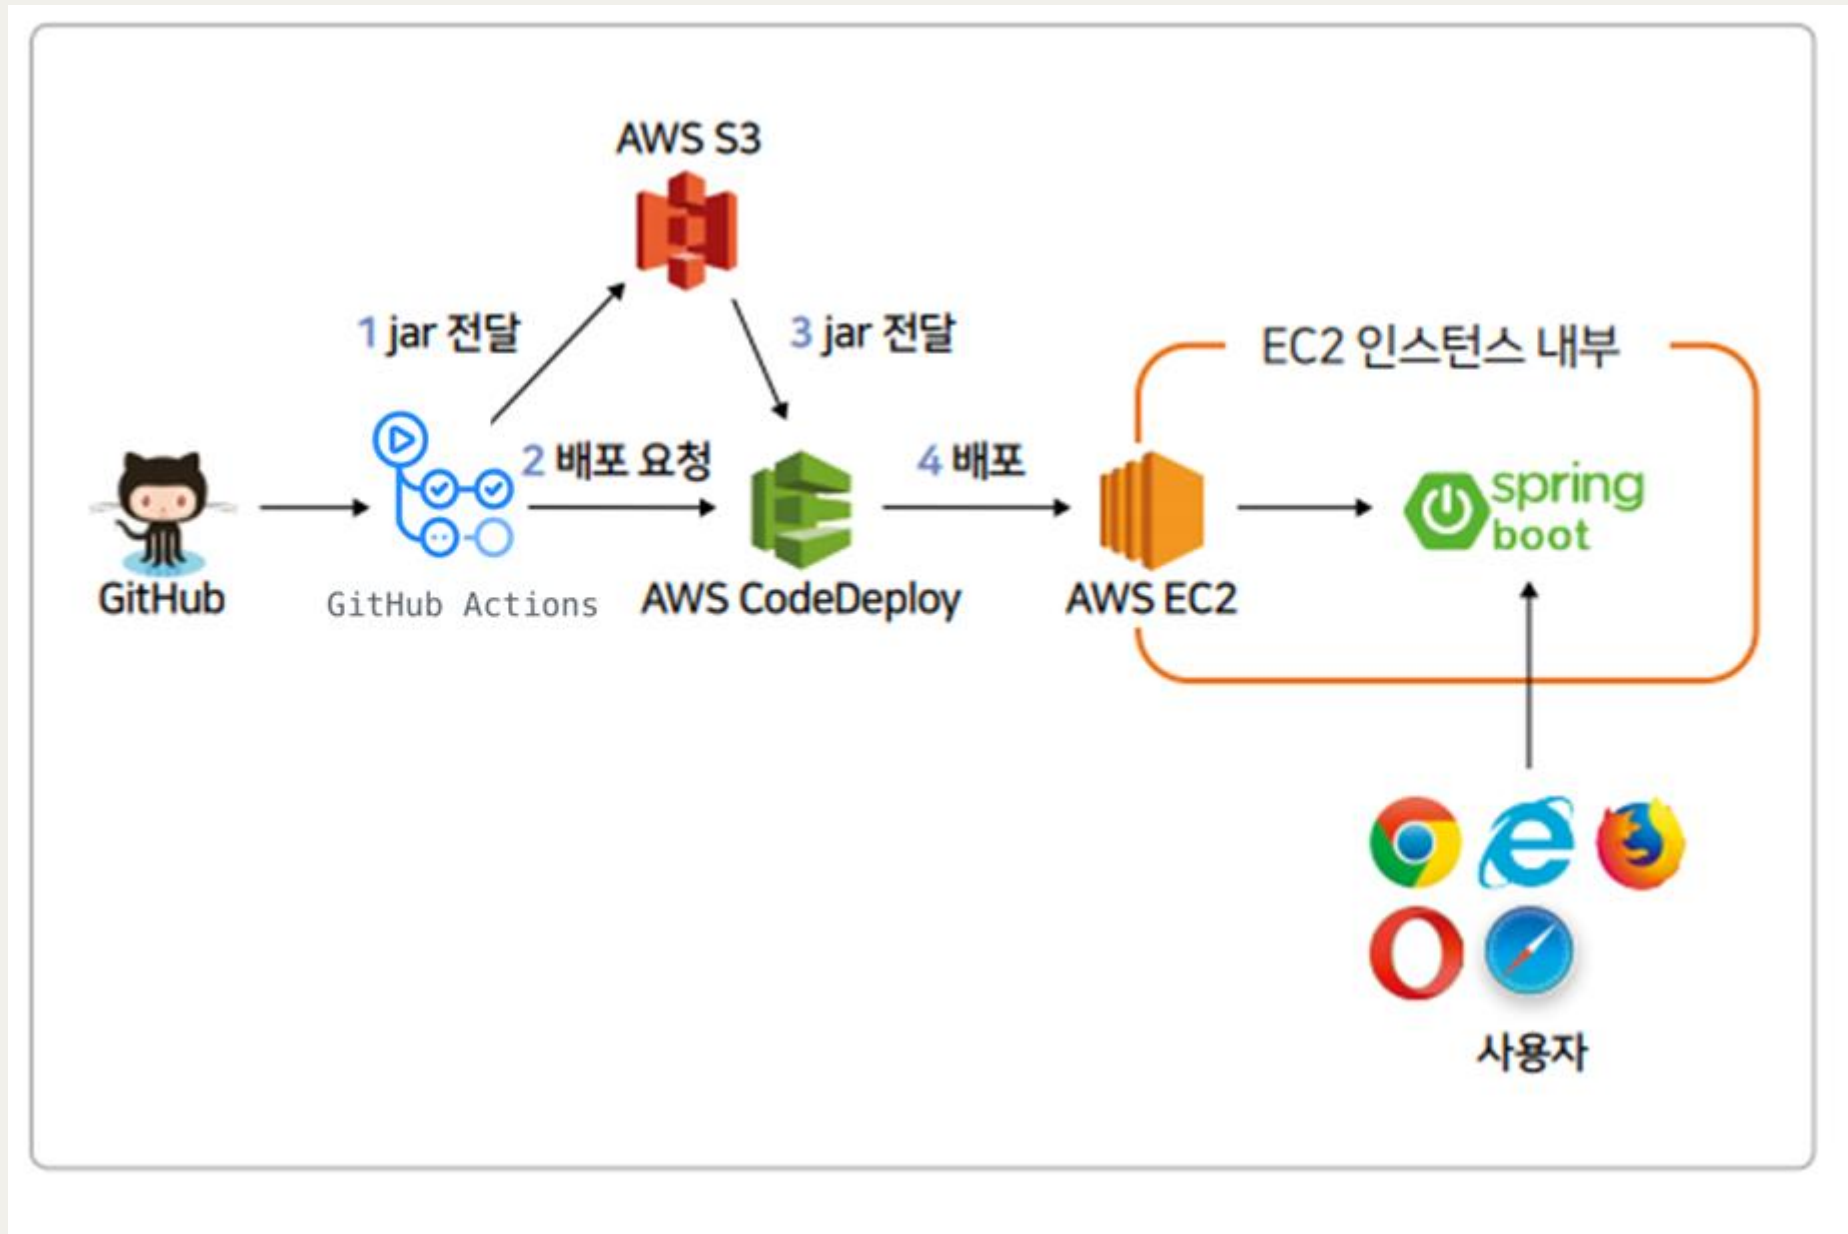 AWS S3
1 jar 전달
3 jar 전달
EC2 인스턴스 내부
2 배포 요청
4 배포
spring
boot
GitHub
GitHub Actions
AWS CodeDeploy
AWS EC2
사용자